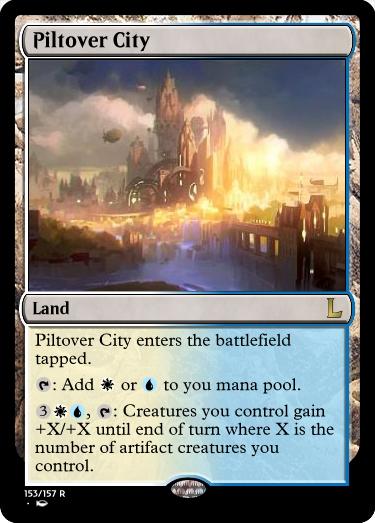 Piltover City
Land
L
Piltover City enters the battlefield
tapped.
: Add or to you mana pool.
3 , : Creatures you control gain
+X/+X until end of turn where X is the
number of artifact creatures you
control.
153/157 R